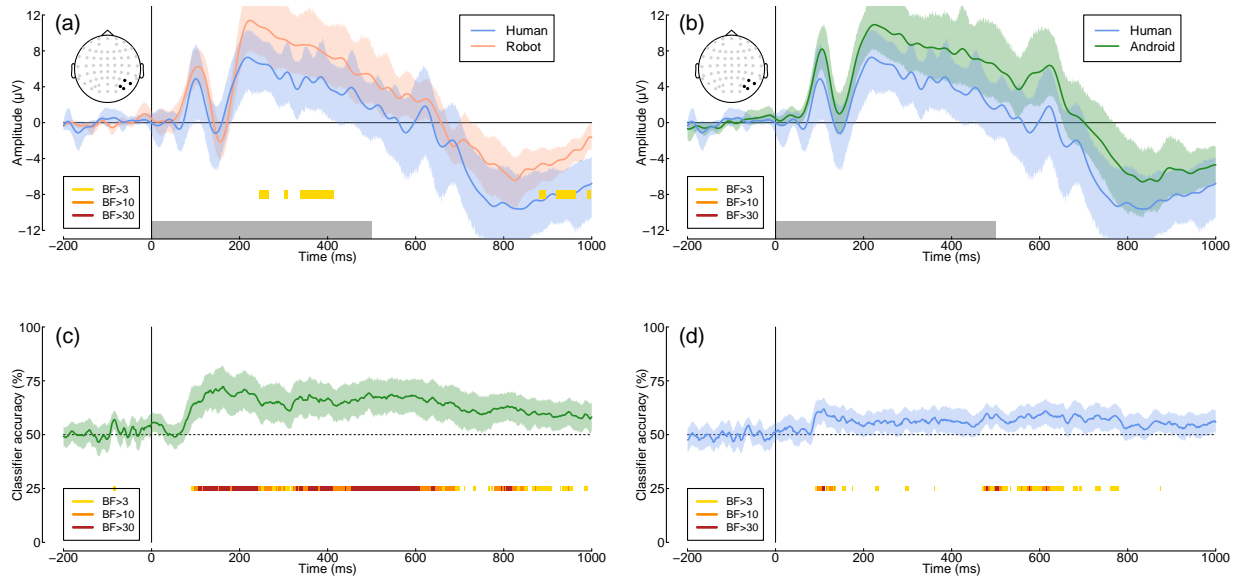 (a)
Human
Robot
12
8
4
0
−4
−8
−12
Amplitude (µV)
BF>3
BF>10
BF>30
−200
0
200
400
600
800
1000
Time (ms)
(b)
Human
Android
12
8
4
0
−4
−8
−12
Amplitude (µV)
BF>3
BF>10
BF>30
−200
0
200
400
600
800
1000
Time (ms)
(c)
100
75
50
25
0
Classifier accuracy (%)
BF>3
BF>10
BF>30
−200
0
200
400
600
800
1000
Time (ms)
(d)
100
75
50
25
0
Classifier accuracy (%)
BF>3
BF>10
BF>30
−200
0
200
400
600
800
1000
Time (ms)